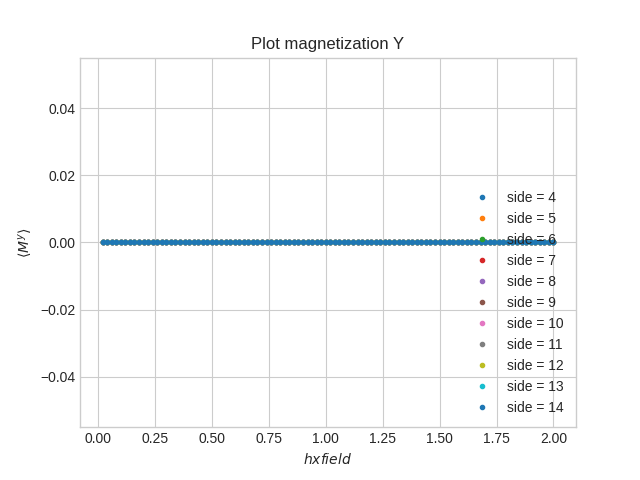 Plot magnetization Y
⟨M^y⟩
0.04
0.02
0.00
−0.02
−0.04
side = 4
side = 5
side = 6
side = 7
side = 8
side = 9
side = 10
side = 11
side = 12
side = 13
side = 14
0.00 0.25 0.50 0.75 1.00 1.25 1.50 1.75 2.00
hxfield